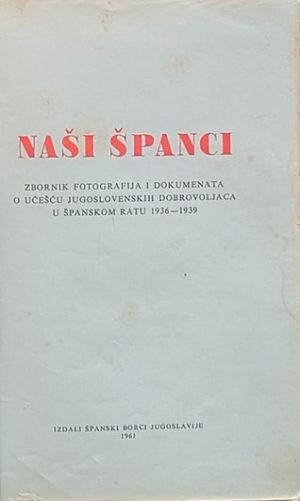 NAŠI ŠPANCI
ZBORNIK FOTOGRAFIJA I DOKUMENATA
O UČEŠĆU JUGOSLOVENSKIH DOBROVOLJACA
U ŠPANSKOM RATU 1936—1939
IZDALI ŠPANSKI BORCI JUGOSLAVIJE
1961